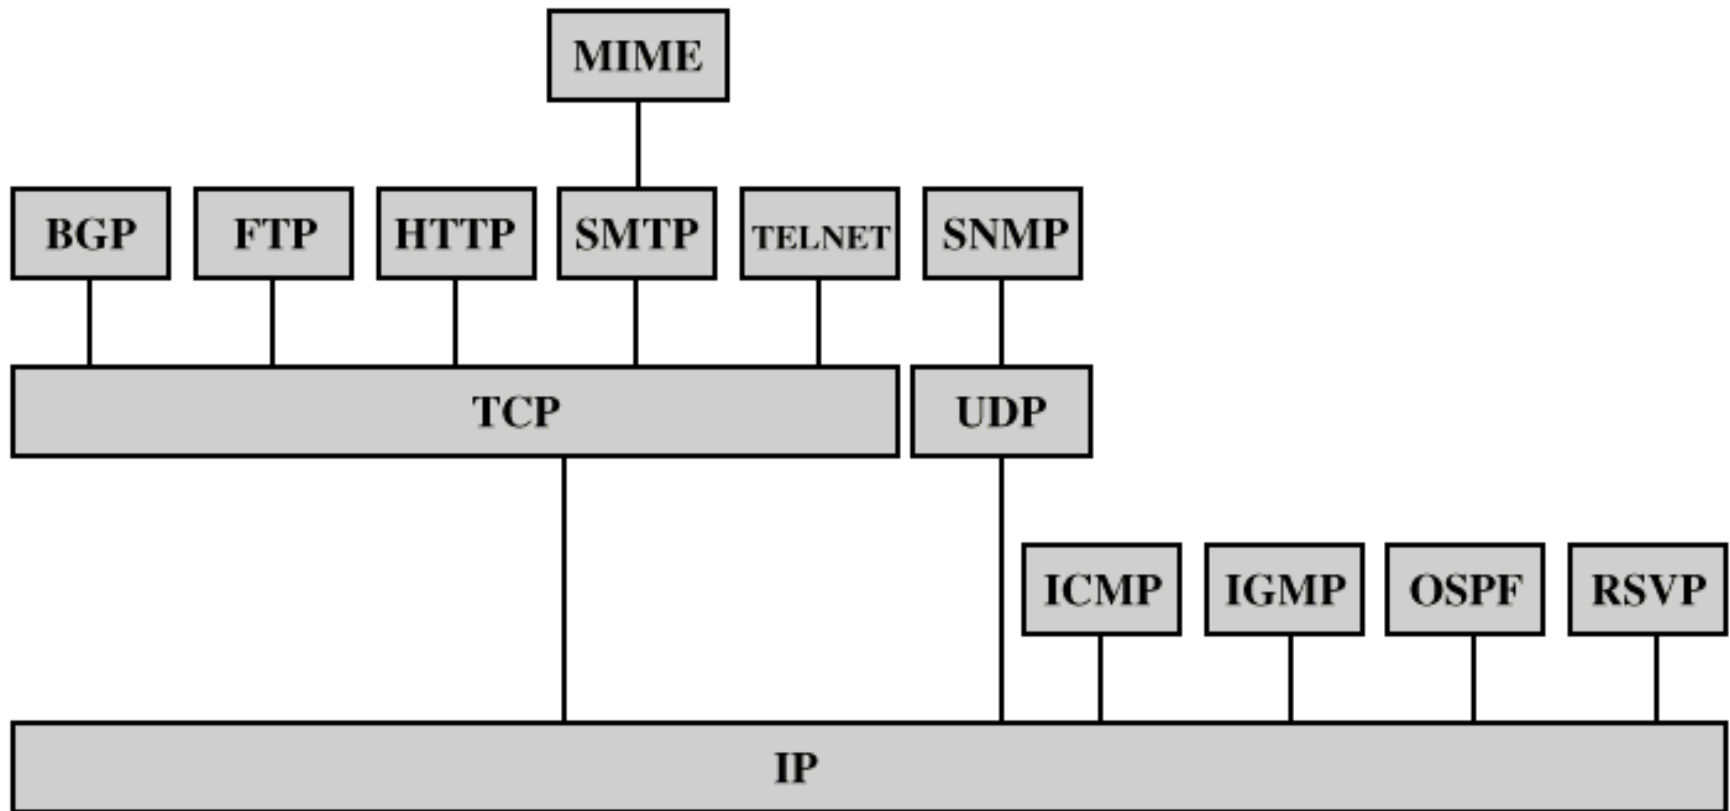 MIME
BGP FTP HTTP SMTP TELNET SNMP
TCP UDP
ICMP IGMP OSPF RSVP
IP